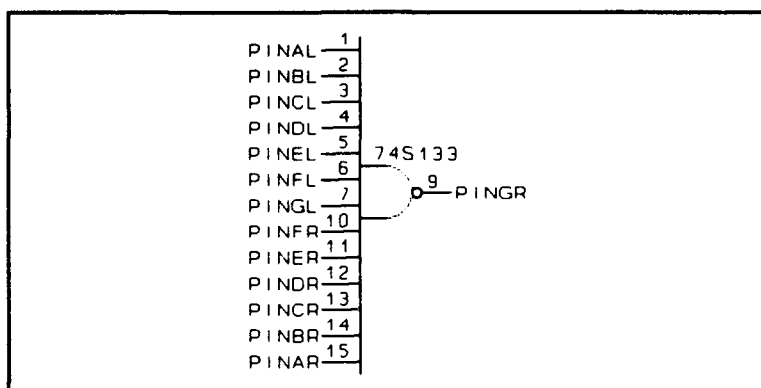 1
PINAL
2
PINBL
3
PINCL
4
PINDL
5
PINEL
74S133
6
PINFL
9
PINGR
7
PINGL
10
PINFR
11
PINER
12
PINDR
13
PINCR
14
PINBR
15
PINAR